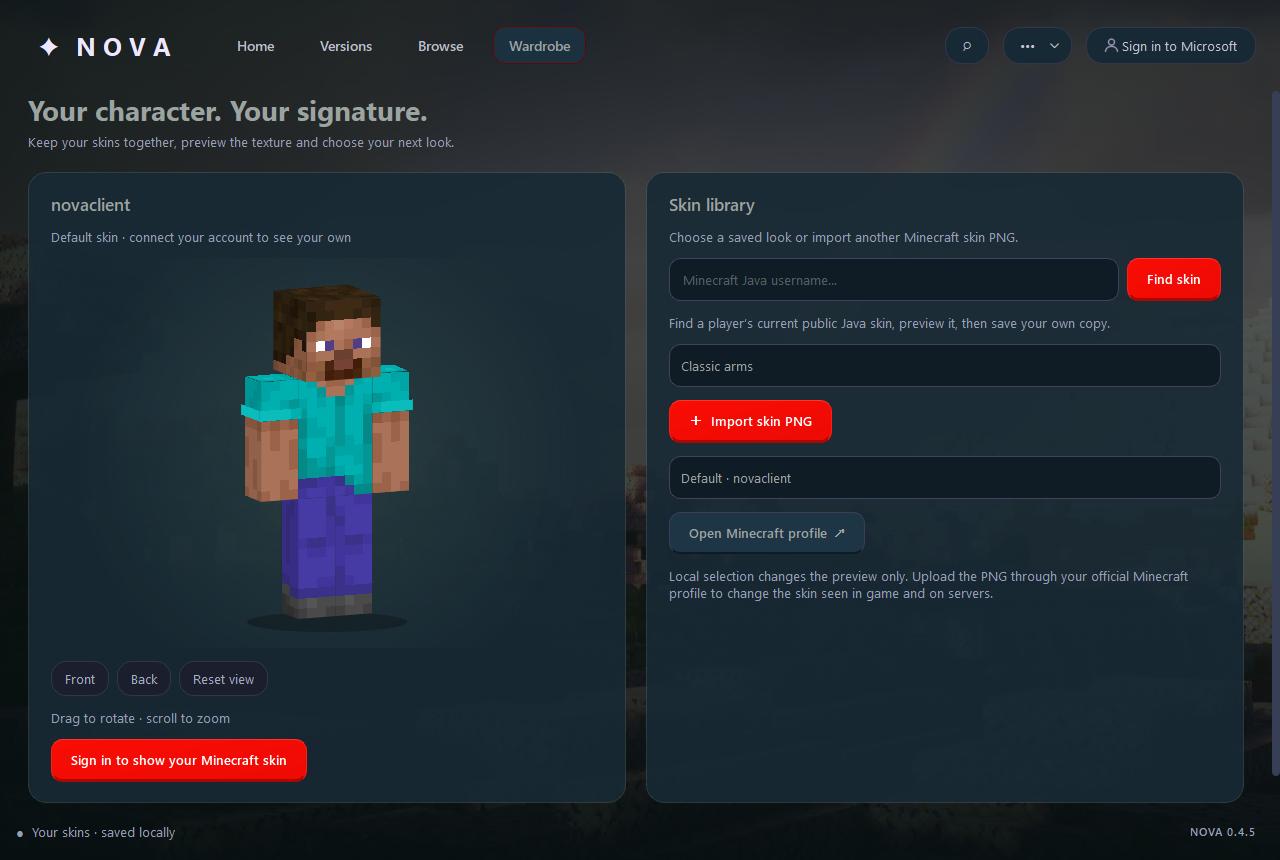 ✦ NOVA
Home
Versions
Browse
Wardrobe
•••
Sign in to Microsoft
Your character. Your signature.
Keep your skins together, preview the texture and choose your next look.
novaclient
Default skin · connect your account to see your own
Front
Back
Reset view
Drag to rotate · scroll to zoom
Sign in to show your Minecraft skin
Skin library
Choose a saved look or import another Minecraft skin PNG.
Minecraft Java username...
Find skin
Find a player's current public Java skin, preview it, then save your own copy.
Classic arms
+ Import skin PNG
Default · novaclient
Open Minecraft profile ↗
Local selection changes the preview only. Upload the PNG through your official Minecraft
profile to change the skin seen in game and on servers.
● Your skins · saved locally
NOVA 0.4.5